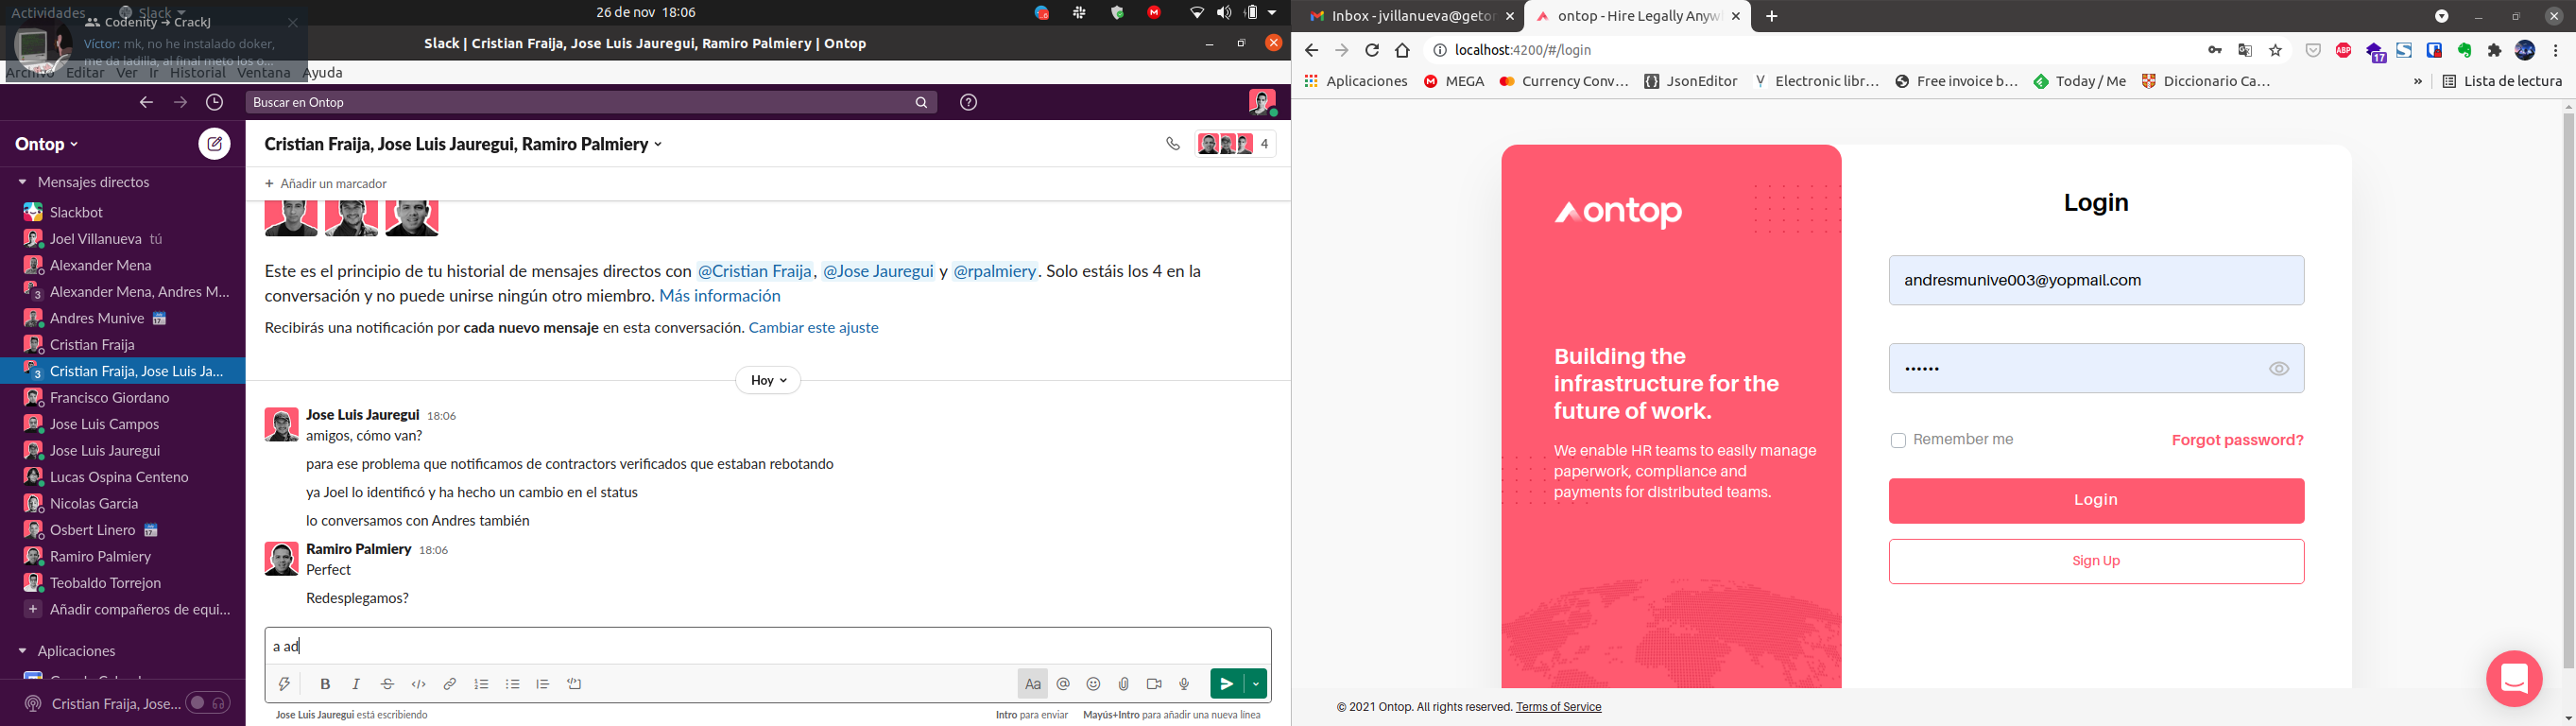 Actividades
Slack
26 de nov 18:06
Codenity → CrackJ
Víctor: mk, no he instalado doker,
me da ladilla, al final meto los o...
Slack | Cristian Fraija, Jose Luis Jauregui, Ramiro Palmiery | Ontop
Archivo Editar Ver Ir Historial Ventana Ayuda
Buscar en Ontop
Ontop
Mensajes directos
Slackbot
Joel Villanueva tú
Alexander Mena
3 Alexander Mena, Andres M...
Andres Munive
Cristian Fraija
3 Cristian Fraija, Jose Luis Ja...
Francisco Giordano
Jose Luis Campos
Jose Luis Jauregui
Lucas Ospina Centeno
Nicolas Garcia
Osbert Linero
Ramiro Palmiery
Teobaldo Torrejon
+ Añadir compañeros de equi...
Aplicaciones
Cristian Fraija, Jose...
Cristian Fraija, Jose Luis Jauregui, Ramiro Palmiery
4
+ Añadir un marcador
Este es el principio de tu historial de mensajes directos con @Cristian Fraija, @Jose Jauregui y @rpalmiery. Solo estáis los 4 en la
conversación y no puede unirse ningún otro miembro. Más información
Recibirás una notificación por cada nuevo mensaje en esta conversación. Cambiar este ajuste
Hoy
Jose Luis Jauregui 18:06
amigos, cómo van?
para ese problema que notificamos de contractors verificados que estaban rebotando
ya Joel lo identificó y ha hecho un cambio en el status
lo conversamos con Andres también
Ramiro Palmiery 18:06
Perfect
Redesplegamos?
a ad
B I S Aa @
Jose Luis Jauregui está escribiendo
Intro para enviar Mayús+Intro para añadir una nueva línea
Inbox - jvillanueva@getor
ontop - Hire Legally Anyw
localhost:4200/#/login
ABP
17
Aplicaciones
MEGA
Currency Conv...
JsonEditor
Electronic libr...
Free invoice b...
Today / Me
Diccionario Ca...
»
Lista de lectura
ontop
Building the
infrastructure for the
future of work.
We enable HR teams to easily manage
paperwork, compliance and
payments for distributed teams.
Login
andresmunive003@yopmail.com
••••••
Remember me
Forgot password?
Login
Sign Up
© 2021 Ontop. All rights reserved. Terms of Service